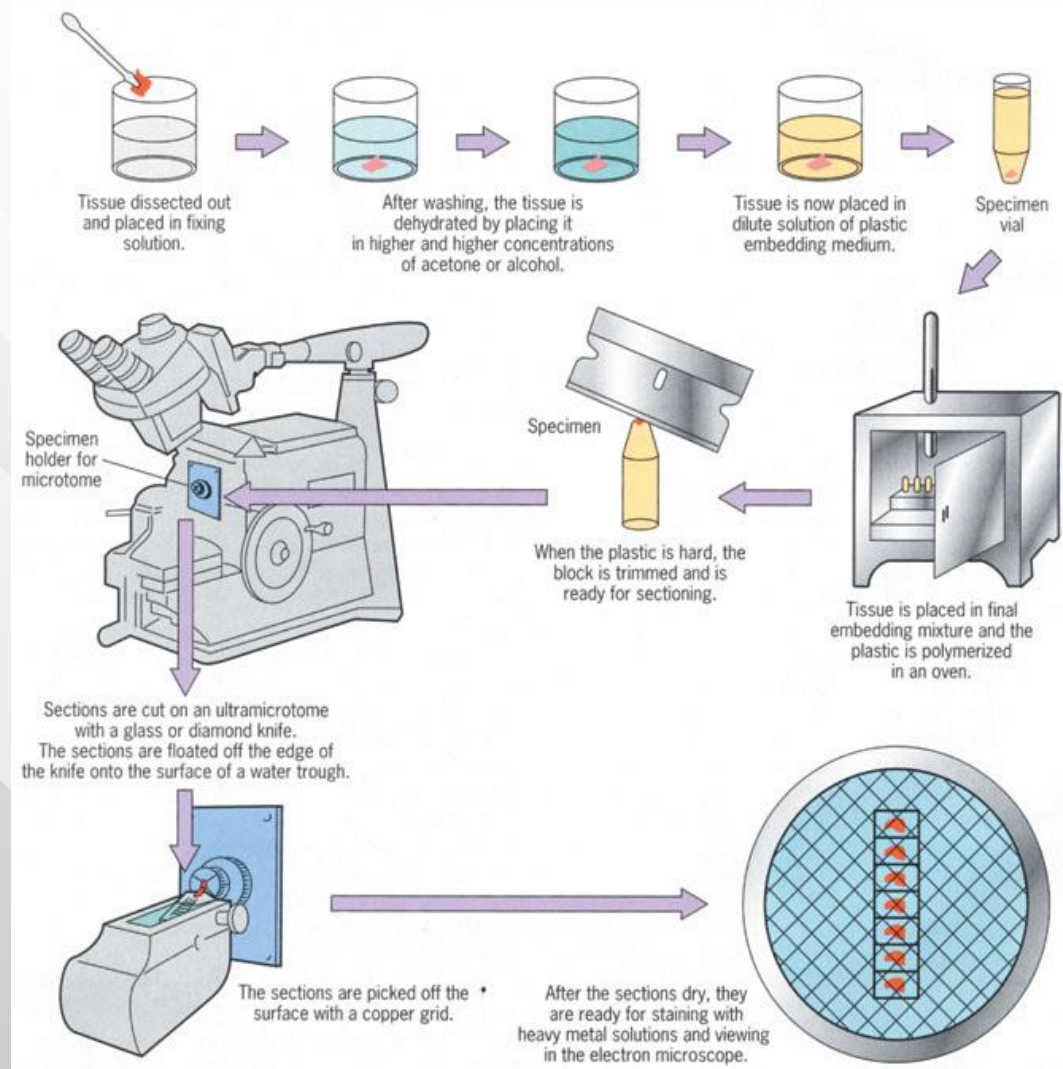 Tissue dissected out
and placed in fixing
solution.
After washing, the tissue is
dehydrated by placing it
in higher and higher concentrations
of acetone or alcohol.
Tissue is now placed in
dilute solution of plastic
embedding medium.
Specimen
vial
Specimen
holder for
microtome
Specimen
When the plastic is hard, the
block is trimmed and is
ready for sectioning.
Tissue is placed in final
embedding mixture and the
plastic is polymerized
in an oven.
Sections are cut on an ultramicrotome
with a glass or diamond knife.
The sections are floated off the edge of
the knife onto the surface of a water trough.
The sections are picked off the
surface with a copper grid.
After the sections dry, they
are ready for staining with
heavy metal solutions and viewing
in the electron microscope.